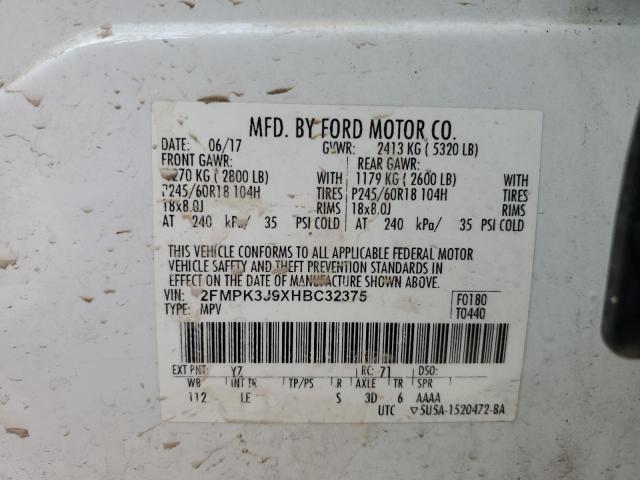 MFD. BY FORD MOTOR CO.
DATE: 06/17 GVWR: 2413 KG ( 5320 LB)
FRONT GAWR: REAR GAWR:
1270 KG ( 2800 LB) WITH 1179 KG ( 2600 LB) WITH
P245/60R18 104H TIRES P245/60R18 104H TIRES
18x8.0J RIMS 18x8.0J RIMS
AT 240 kPa/ 35 PSI COLD AT 240 kPa/ 35 PSI COLD
THIS VEHICLE CONFORMS TO ALL APPLICABLE FEDERAL MOTOR
VEHICLE SAFETY AND THEFT PREVENTION STANDARDS IN
EFFECT ON THE DATE OF MANUFACTURE SHOWN ABOVE.
VIN: 2FMPK3J9XHBC32375 F0180
TYPE: MPV T0440
EXT PNT: YZ RC: 71 DSO:
WB INT TR TP/PS R AXLE TR SPR
112 LE S 3D 6 AAAA
UTC ▽5U5A-1520472-BA